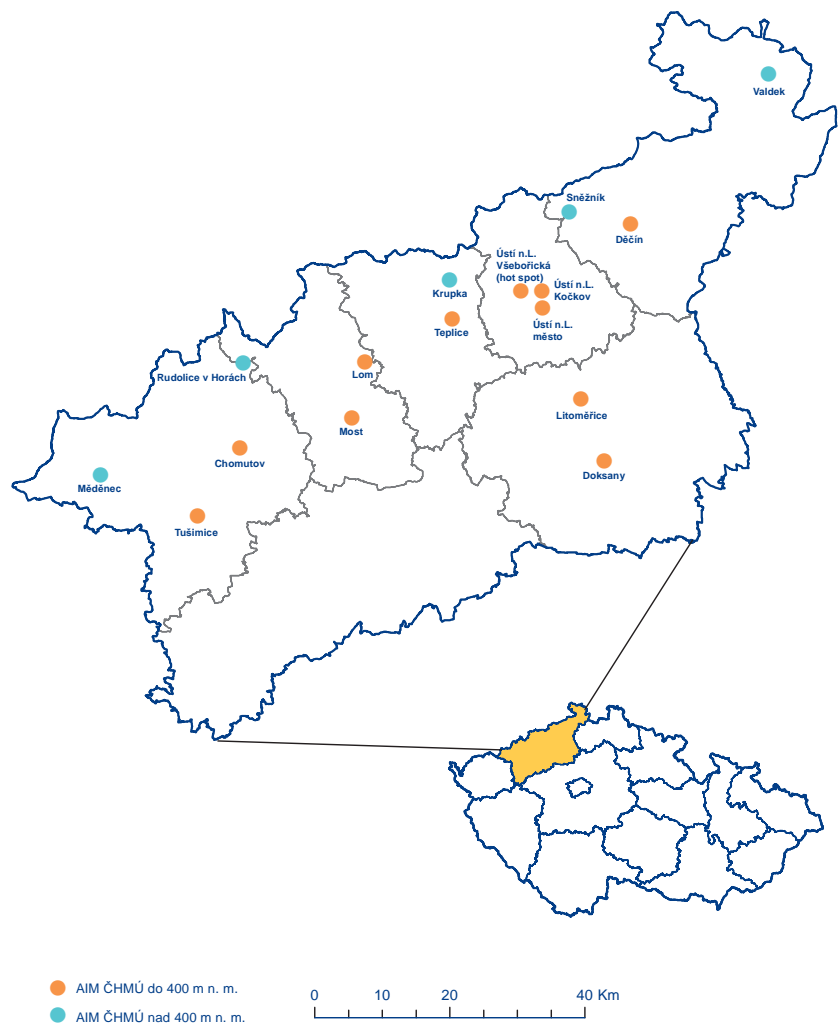 Valdek
Sněžník
Děčín
Ústí n.L.
Všebořická
(hot spot)
Ústí n.L.
Kočkov
Krupka
Teplice
Ústí n.L.
město
Rudolice v Horách
Lom
Litoměřice
Most
Chomutov
Doksany
Měděnec
Tušimice
AIM ČHMÚ do 400 m n. m.
AIM ČHMÚ nad 400 m n. m.
0 10 20 40 Km